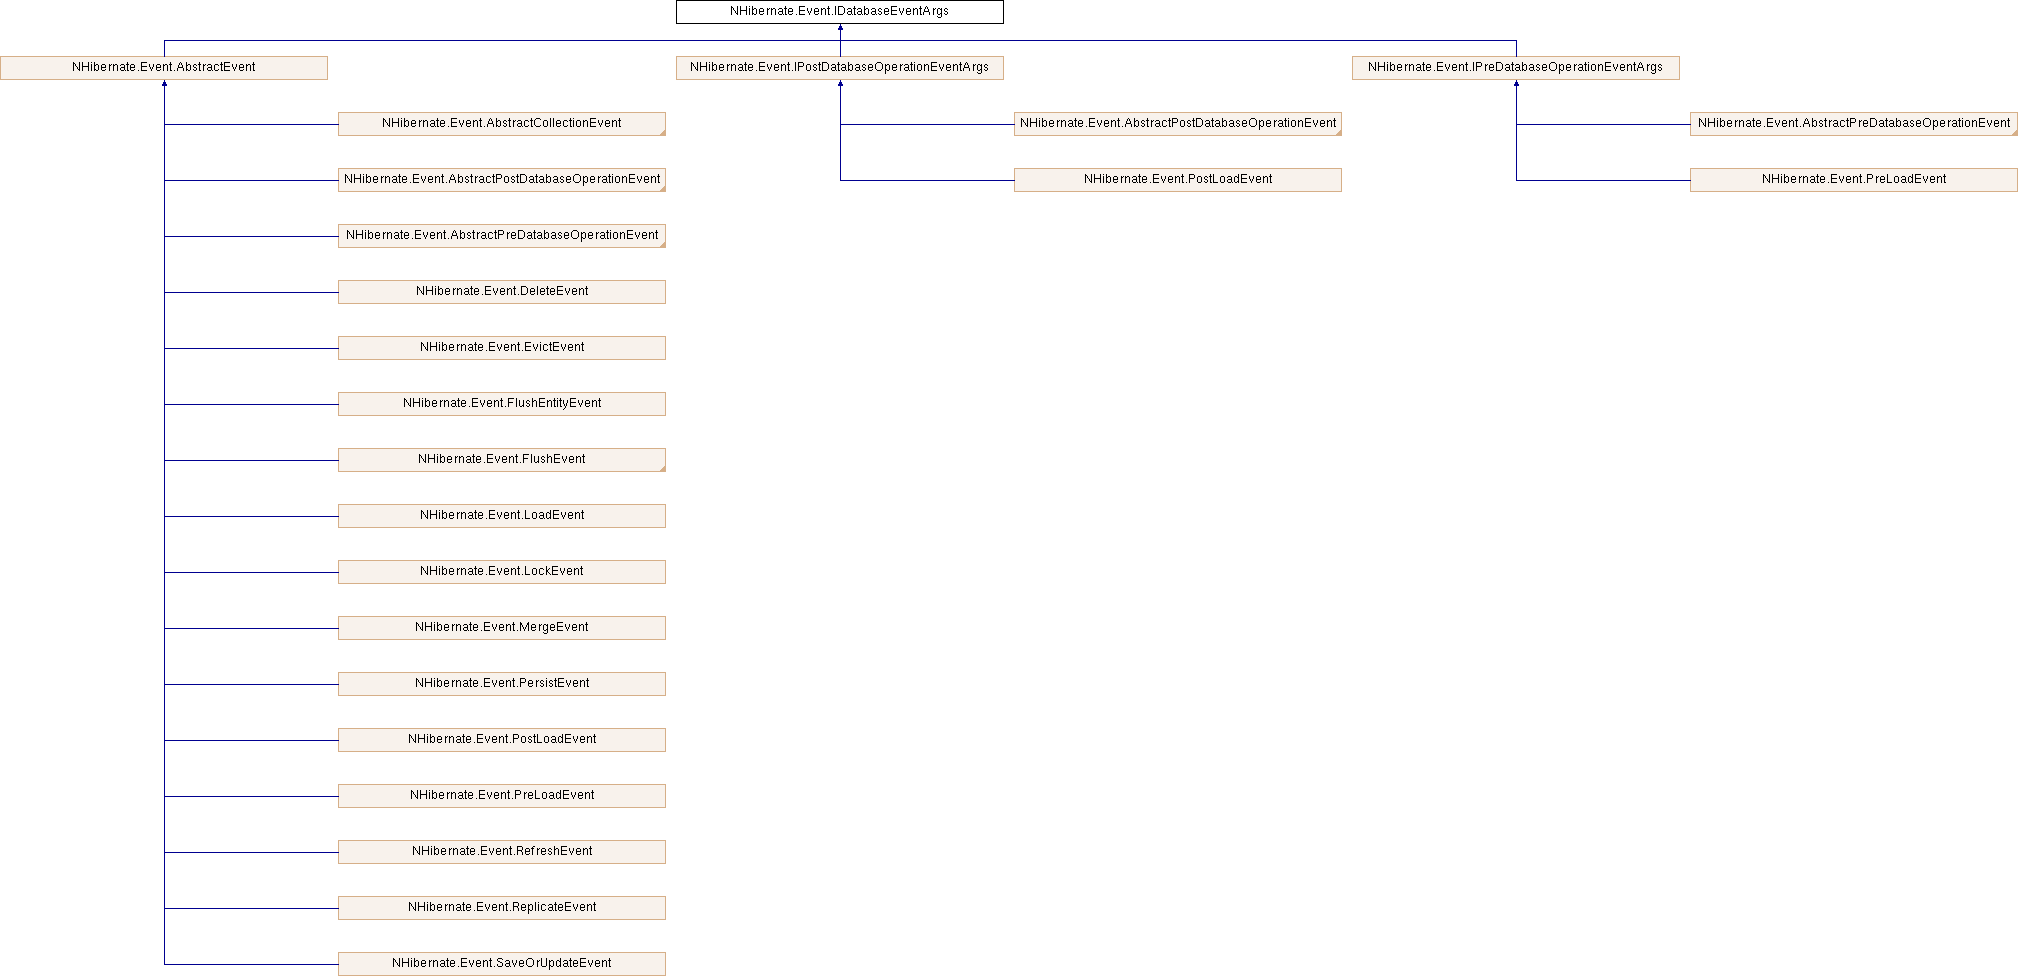 NHibernate.Event.IDatabaseEventArgs
NHibernate.Event.AbstractEvent
NHibernate.Event.IPostDatabaseOperationEventArgs
NHibernate.Event.IPreDatabaseOperationEventArgs
NHibernate.Event.AbstractCollectionEvent
NHibernate.Event.AbstractPostDatabaseOperationEvent
NHibernate.Event.AbstractPreDatabaseOperationEvent
NHibernate.Event.AbstractPostDatabaseOperationEvent
NHibernate.Event.PostLoadEvent
NHibernate.Event.PreLoadEvent
NHibernate.Event.AbstractPreDatabaseOperationEvent
NHibernate.Event.DeleteEvent
NHibernate.Event.EvictEvent
NHibernate.Event.FlushEntityEvent
NHibernate.Event.FlushEvent
NHibernate.Event.LoadEvent
NHibernate.Event.LockEvent
NHibernate.Event.MergeEvent
NHibernate.Event.PersistEvent
NHibernate.Event.PostLoadEvent
NHibernate.Event.PreLoadEvent
NHibernate.Event.RefreshEvent
NHibernate.Event.ReplicateEvent
NHibernate.Event.SaveOrUpdateEvent